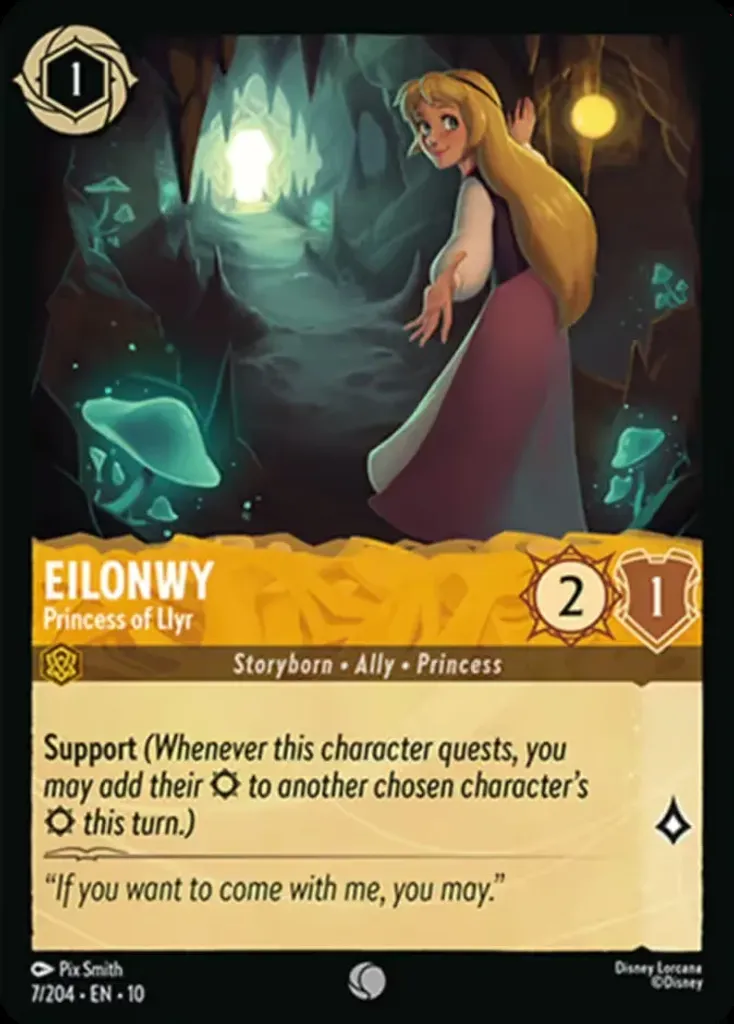 1
EILONWY
Princess of Llyr
2
1
Storyborn • Ally • Princess
Support (Whenever this character quests, you
may add their to another chosen character's
this turn.)
“If you want to come with me, you may.”
Pix Smith
7/204 • EN • 10
Disney Lorcana
©Disney